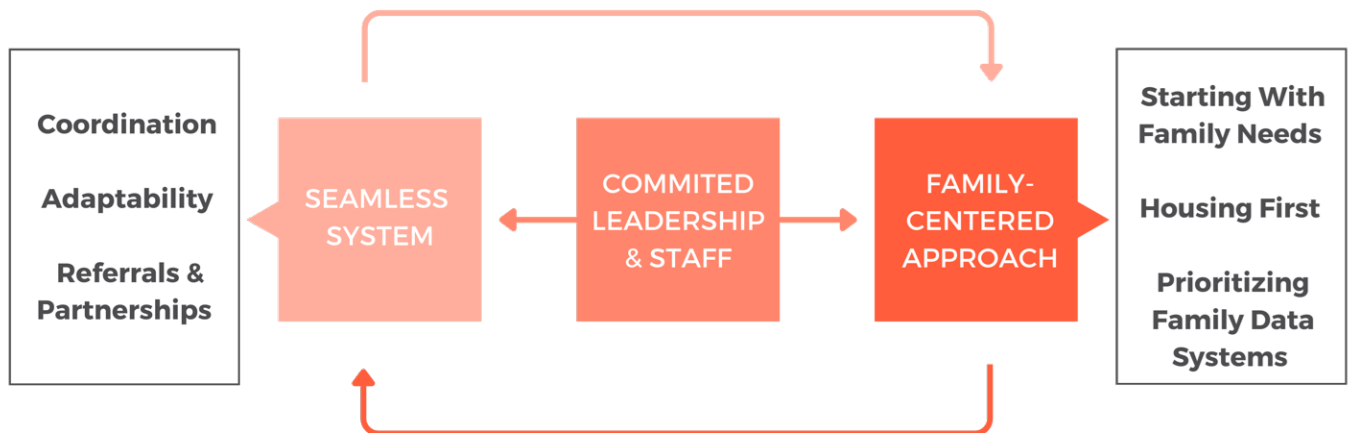 Coordination
Adaptability
Referrals &
Partnerships
SEAMLESS
SYSTEM
COMMITED
LEADERSHIP
& STAFF
FAMILY-
CENTERED
APPROACH
Starting With
Family Needs
Housing First
Prioritizing
Family Data
Systems